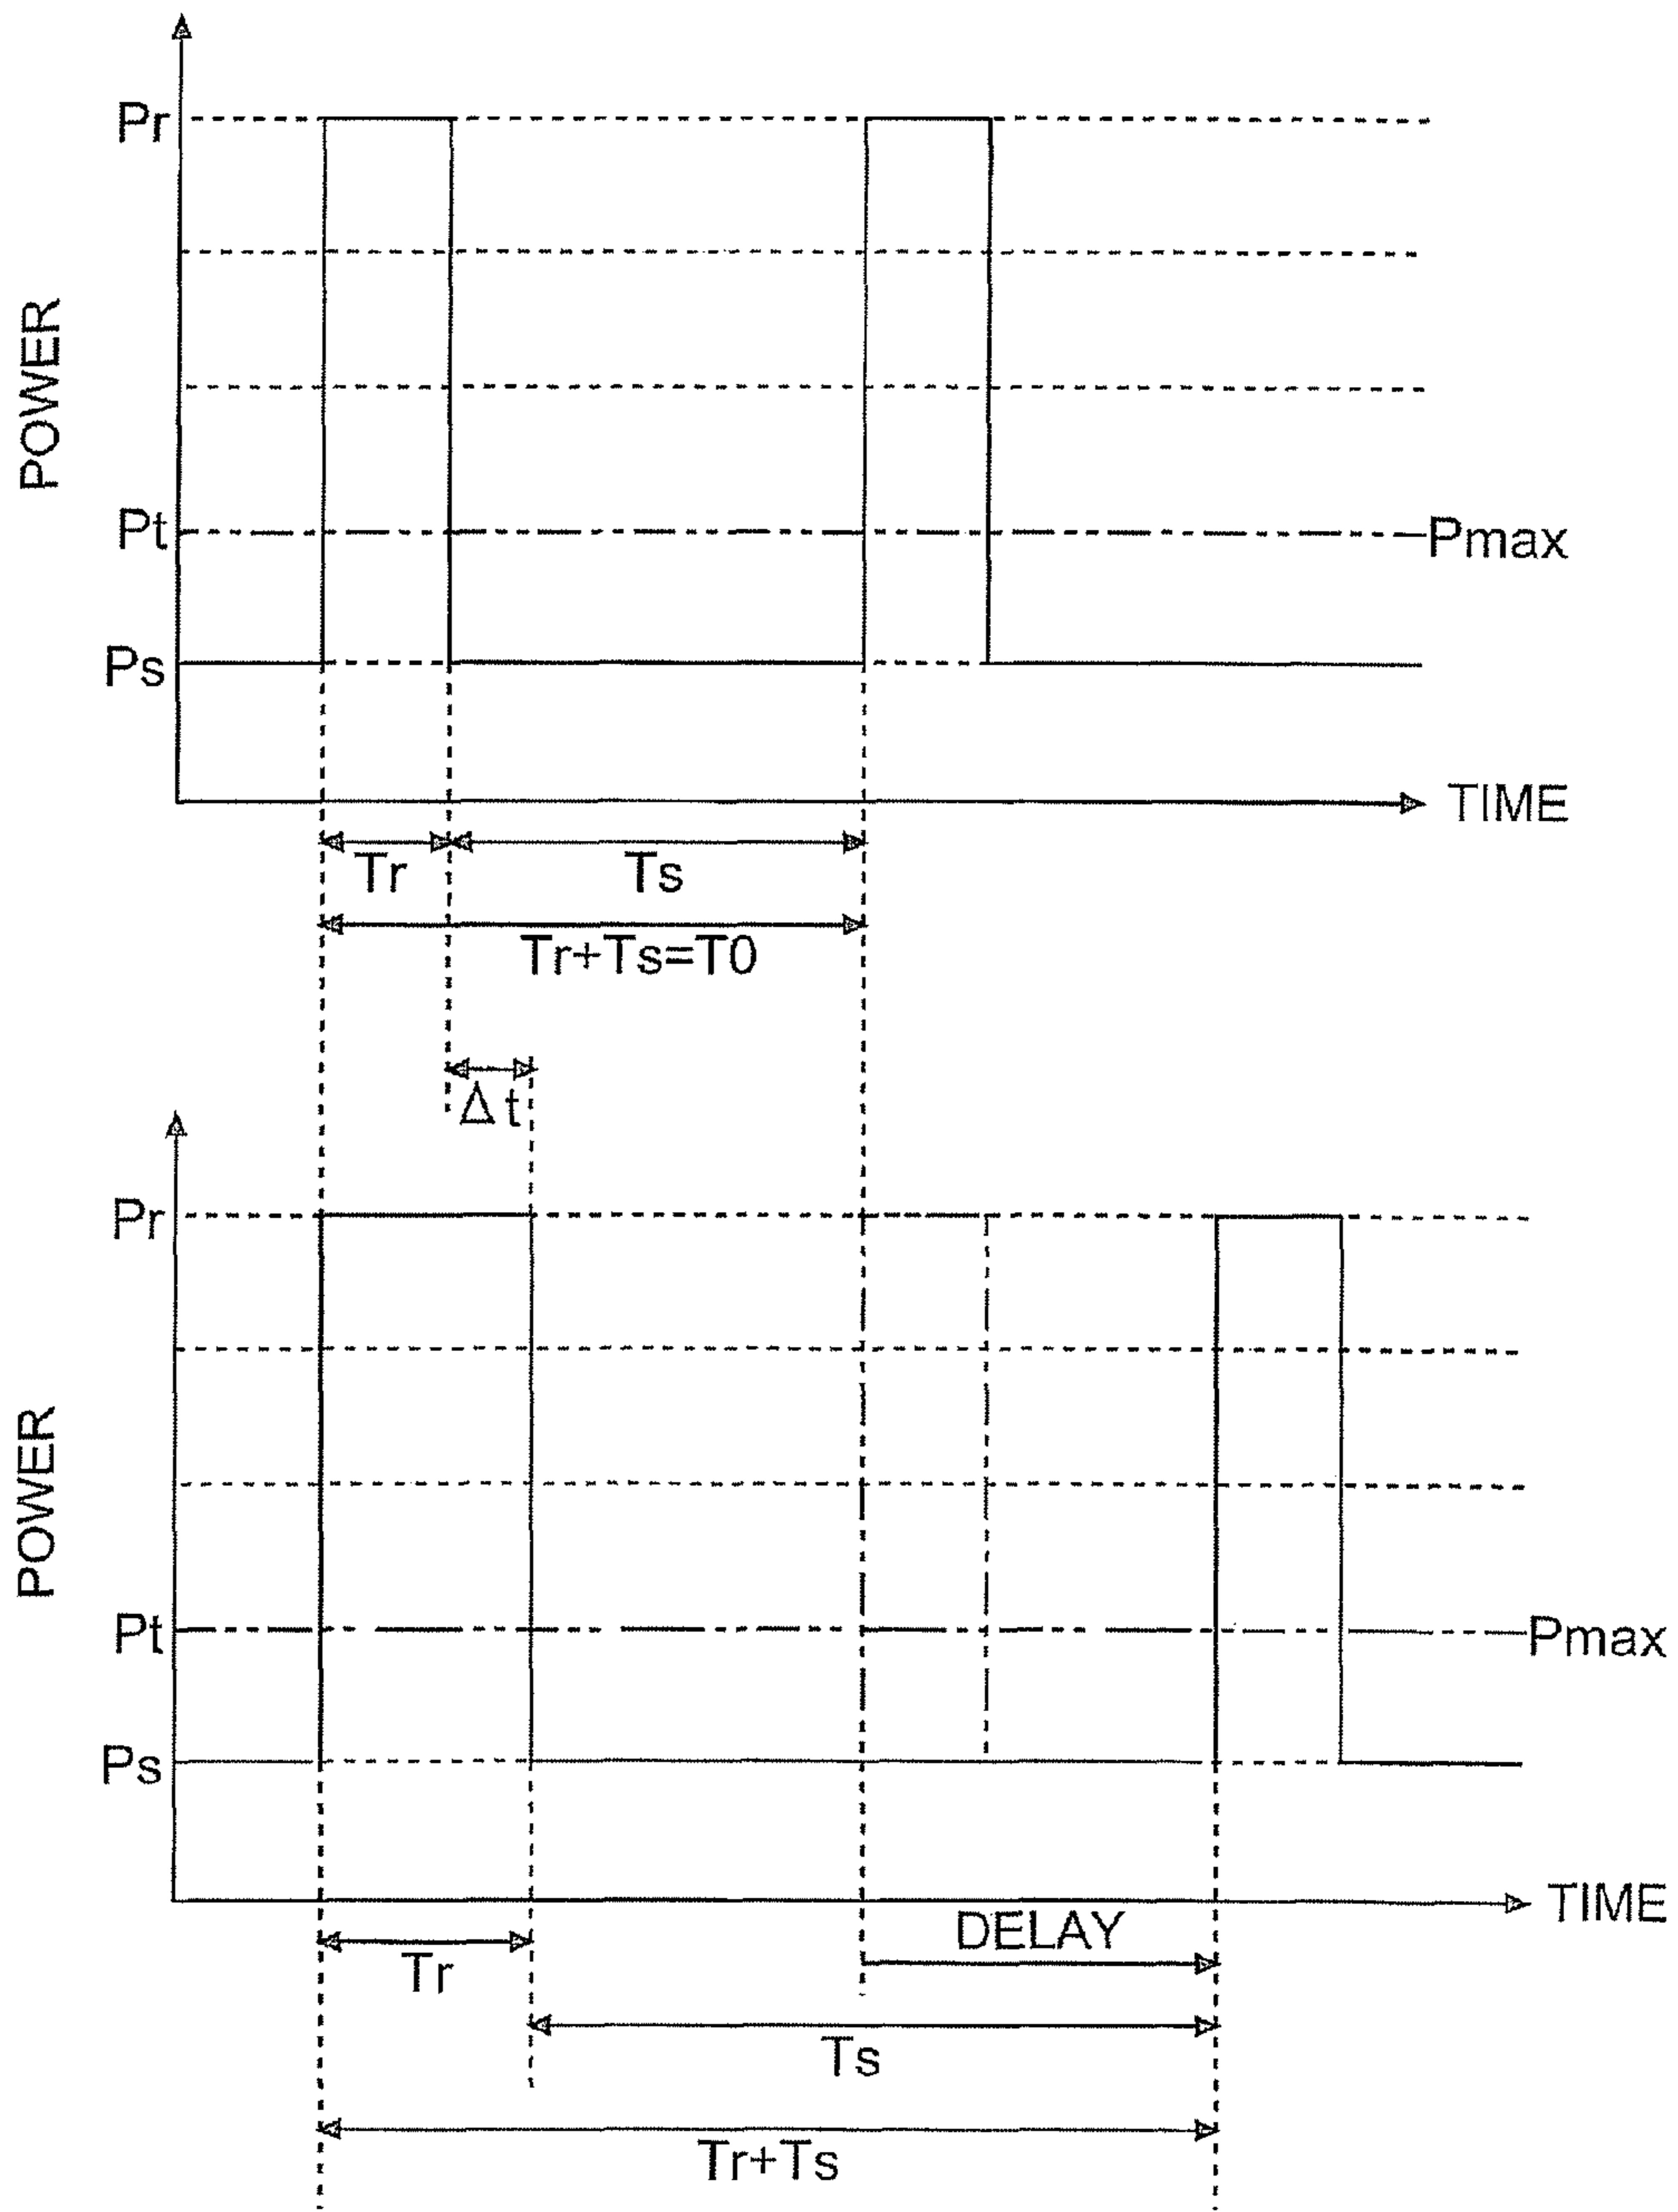 Pr
POWER
Pt
Pmax
Ps
TIME
Tr
Ts
Tr+Ts=T0
Δt
Pr
POWER
Pt
Pmax
Ps
TIME
DELAY
Tr
Ts
Tr+Ts